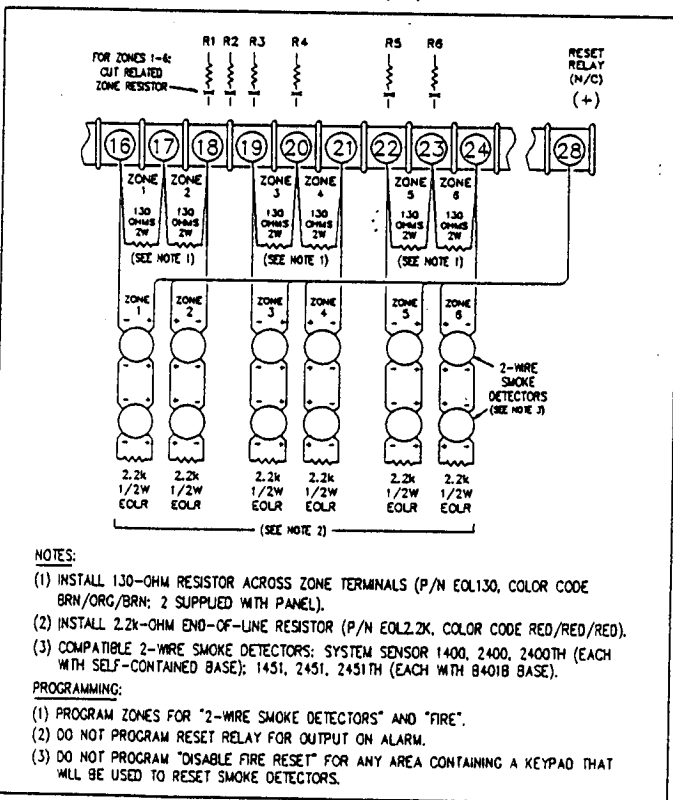 R1 R2 R3 R4 R5 R6
FOR ZONES 1-6:
CUT RELATED
ZONE RESISTOR
RESET
RELAY
(N/C)
(+)
16 17 18 19 20 21 22 23 24 28
ZONE 1 ZONE 2 ZONE 3 ZONE 4 ZONE 5 ZONE 6
130 OHMS 2W 130 OHMS 2W 130 OHMS 2W 130 OHMS 2W 130 OHMS 2W 130 OHMS 2W
(SEE NOTE 1) (SEE NOTE 1) (SEE NOTE 1)
ZONE 1 ZONE 2 ZONE 3 ZONE 4 ZONE 5 ZONE 6
2-WIRE
SMOKE
DETECTORS
(SEE NOTE 3)
2.2k 2.2k 2.2k 2.2k 2.2k 2.2k
1/2W 1/2W 1/2W 1/2W 1/2W 1/2W
EOLR EOLR EOLR EOLR EOLR EOLR
(SEE NOTE 2)
NOTES:
(1) INSTALL 130-OHM RESISTOR ACROSS ZONE TERMINALS (P/N EOL130, COLOR CODE
BRN/ORG/BRN; 2 SUPPLIED WITH PANEL).
(2) INSTALL 2.2k-OHM END-OF-LINE RESISTOR (P/N EOL2.2K, COLOR CODE RED/RED/RED).
(3) COMPATIBLE 2-WIRE SMOKE DETECTORS: SYSTEM SENSOR 1400, 2400, 2400TH (EACH
WITH SELF-CONTAINED BASE); 1451, 2451, 2451TH (EACH WITH B401B BASE).
PROGRAMMING:
(1) PROGRAM ZONES FOR "2-WIRE SMOKE DETECTORS" AND "FIRE".
(2) DO NOT PROGRAM RESET RELAY FOR OUTPUT ON ALARM.
(3) DO NOT PROGRAM "DISABLE FIRE RESET" FOR ANY AREA CONTAINING A KEYPAD THAT
WILL BE USED TO RESET SMOKE DETECTORS.